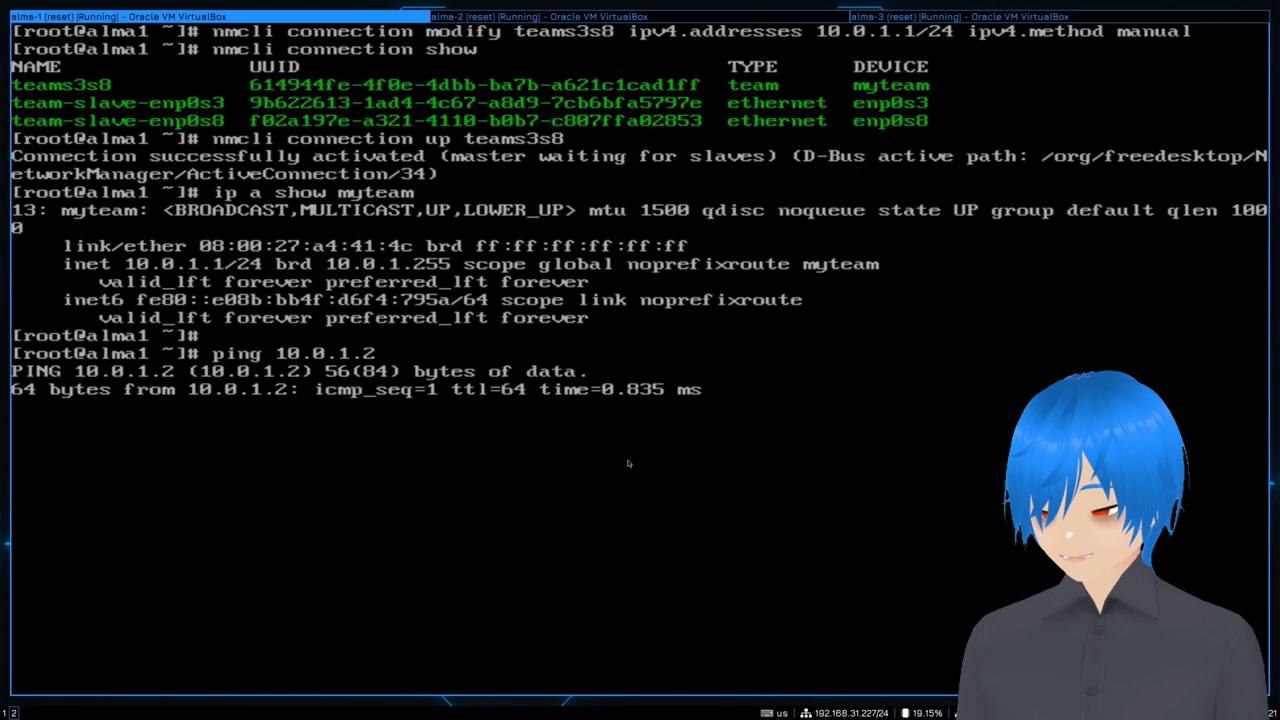 alma-1 (reset) [Running] - Oracle VM VirtualBox
alma-2 (reset) [Running] - Oracle VM VirtualBox
alma-3 (reset) [Running] - Oracle VM VirtualBox
[root@alma1 ~]# nmcli connection modify teams3s8 ipv4.addresses 10.0.1.1/24 ipv4.method manual
[root@alma1 ~]# nmcli connection show
NAME UUID TYPE DEVICE
teams3s8 614944fe-4f0e-4dbb-ba7b-a621c1cad1ff team myteam
team-slave-enp0s3 9b622613-1ad4-4c67-a8d9-7cb6bfa5797e ethernet enp0s3
team-slave-enp0s8 f02a197e-a321-4110-b0b7-c807ffa02853 ethernet enp0s8
[root@alma1 ~]# nmcli connection up teams3s8
Connection successfully activated (master waiting for slaves) (D-Bus active path: /org/freedesktop/N
etworkManager/ActiveConnection/34)
[root@alma1 ~]# ip a show myteam
13: myteam: <BROADCAST,MULTICAST,UP,LOWER_UP> mtu 1500 qdisc noqueue state UP group default qlen 100
0
link/ether 08:00:27:a4:41:4c brd ff:ff:ff:ff:ff:ff
inet 10.0.1.1/24 brd 10.0.1.255 scope global noprefixroute myteam
valid_lft forever preferred_lft forever
inet6 fe80::e08b:bb4f:d6f4:795a/64 scope link noprefixroute
valid_lft forever preferred_lft forever
[root@alma1 ~]#
[root@alma1 ~]# ping 10.0.1.2
PING 10.0.1.2 (10.0.1.2) 56(84) bytes of data.
64 bytes from 10.0.1.2: icmp_seq=1 ttl=64 time=0.835 ms
1 2 us 192.168.31.227/24 19.15% 21